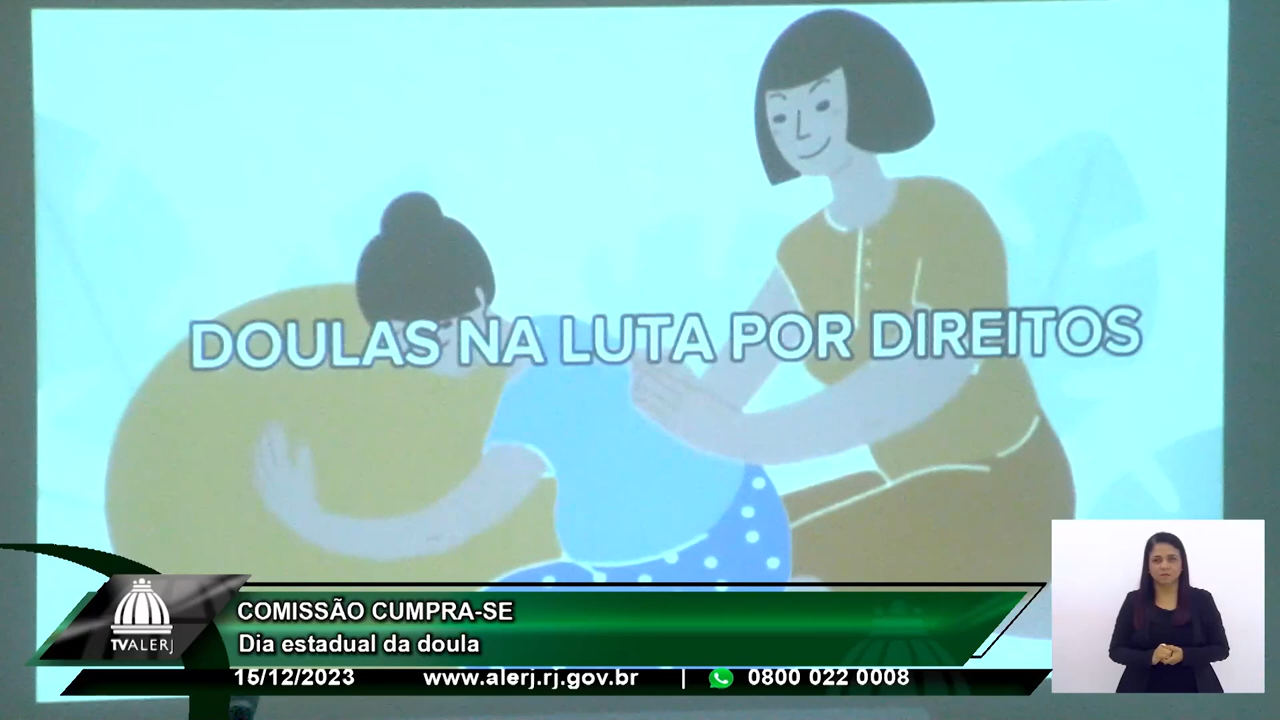 DOULAS NA LUTA POR DIREITOS
COMISSÃO CUMPRA-SE
Dia estadual da doula
TVALERJ
15/12/2023 www.alerj.rj.gov.br | 0800 022 0008